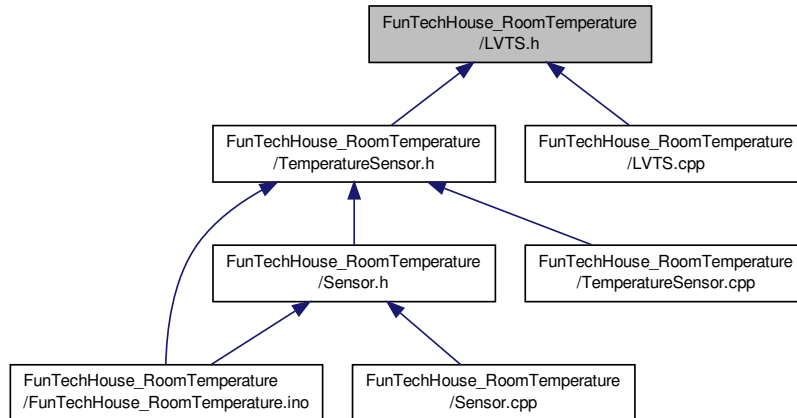 FunTechHouse_RoomTemperature
/LVTS.h
FunTechHouse_RoomTemperature
/TemperatureSensor.h
FunTechHouse_RoomTemperature
/LVTS.cpp
FunTechHouse_RoomTemperature
/Sensor.h
FunTechHouse_RoomTemperature
/TemperatureSensor.cpp
FunTechHouse_RoomTemperature
/FunTechHouse_RoomTemperature.ino
FunTechHouse_RoomTemperature
/Sensor.cpp